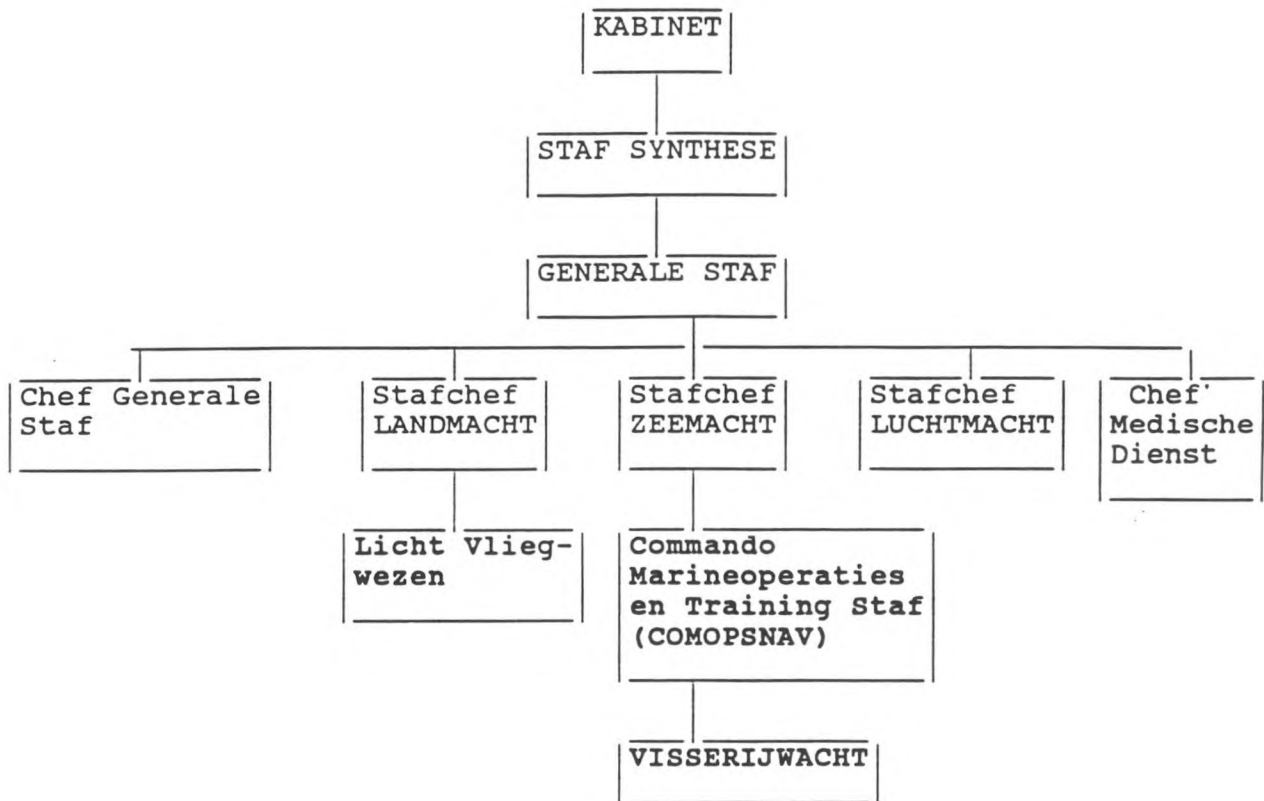 KABINET
STAF SYNTHESE
GENERALE STAF
Chef Generale
Staf
Stafchef
LANDMACHT
Stafchef
ZEEMACHT
Stafchef
LUCHTMACHT
Chef
Medische
Dienst
Licht Vlieg-
wezen
Commando
Marineoperaties
en Training Staf
(COMOPSNAV)
VISSERIJWACHT